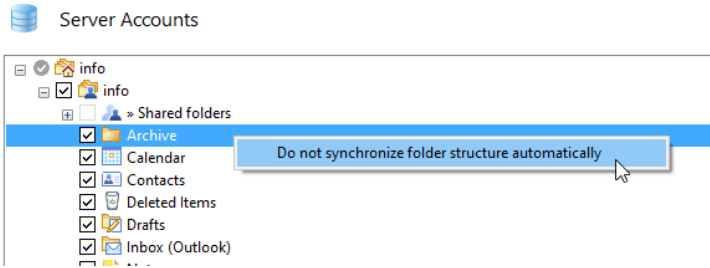 Server Accounts
info
info
» Shared folders
Archive
Do not synchronize folder structure automatically
Calendar
Contacts
Deleted Items
Drafts
Inbox (Outlook)